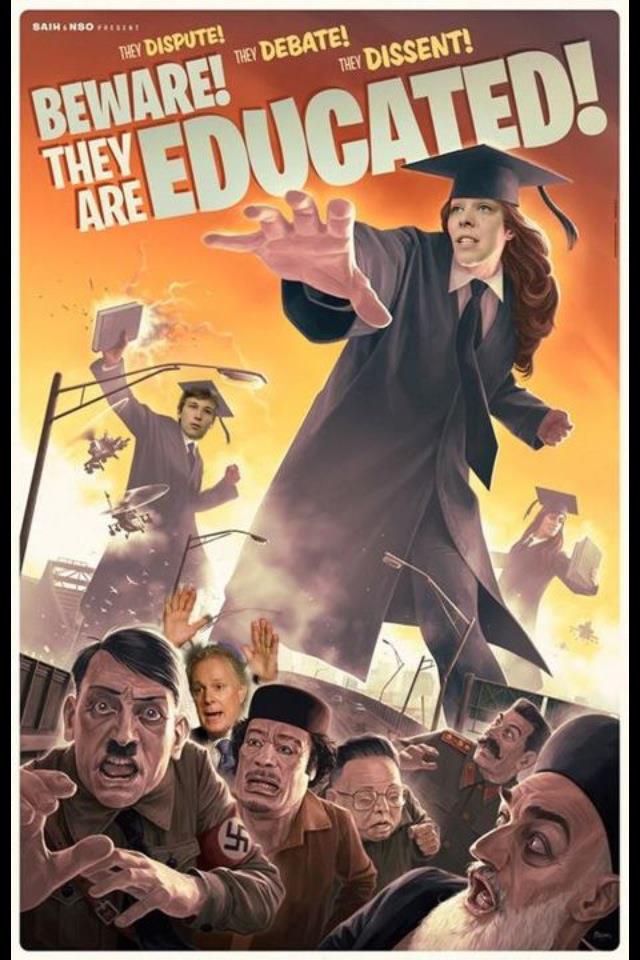 SAIH & NSO PRESENT
THEY DISPUTE! THEY DEBATE! THEY DISSENT!
BEWARE!
THEY
ARE EDUCATED!